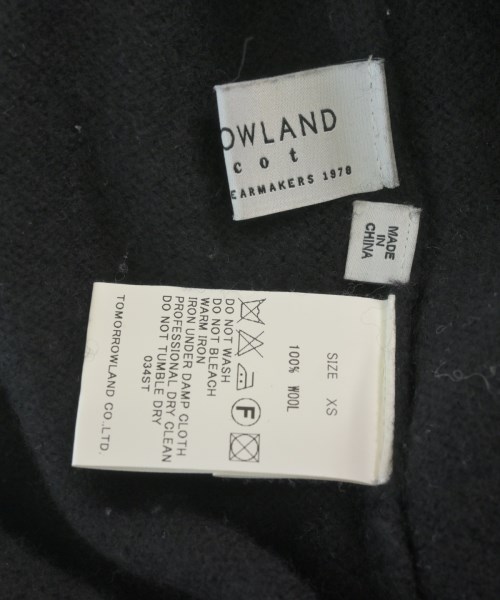 OWLAND
cot
EARMAKERS 1978
MADE
IN
CHINA
SIZE XS
100% WOOL
F
DO NOT WASH
DO NOT BLEACH
WARM IRON
IRON UNDER DAMP CLOTH
PROFESSIONAL DRY CLEAN
DO NOT TUMBLE DRY
034ST
TOMORROWLAND CO.,LTD.